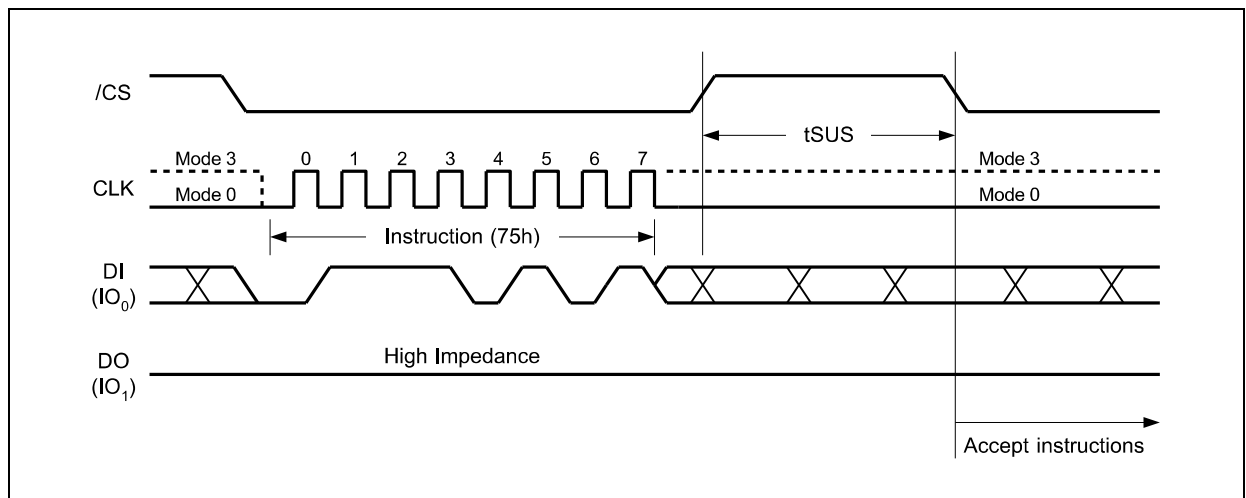 /CS
tSUS
Mode 3 0 1 2 3 4 5 6 7 Mode 3
CLK
Mode 0 Mode 0
Instruction (75h)
DI
(IO₀)
High Impedance
DO
(IO₁)
Accept instructions